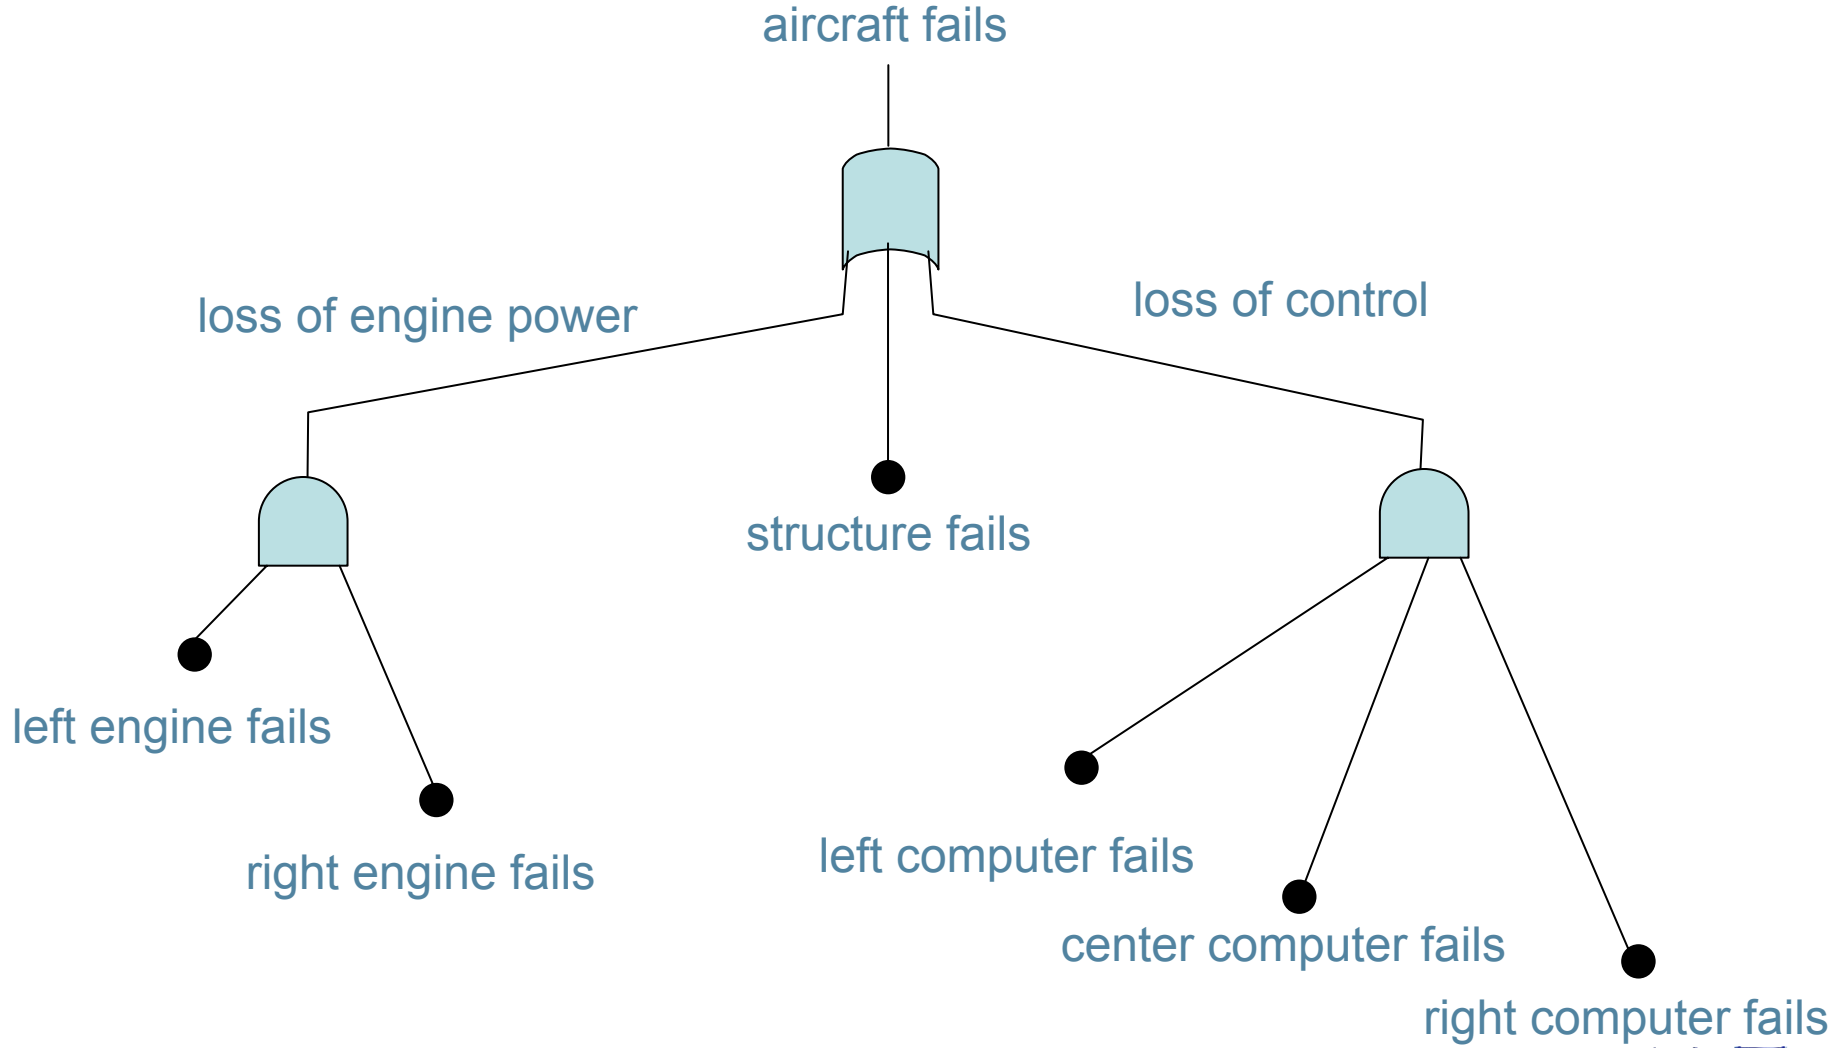 aircraft fails
loss of engine power
loss of control
structure fails
left engine fails
right engine fails
left computer fails
center computer fails
right computer fails